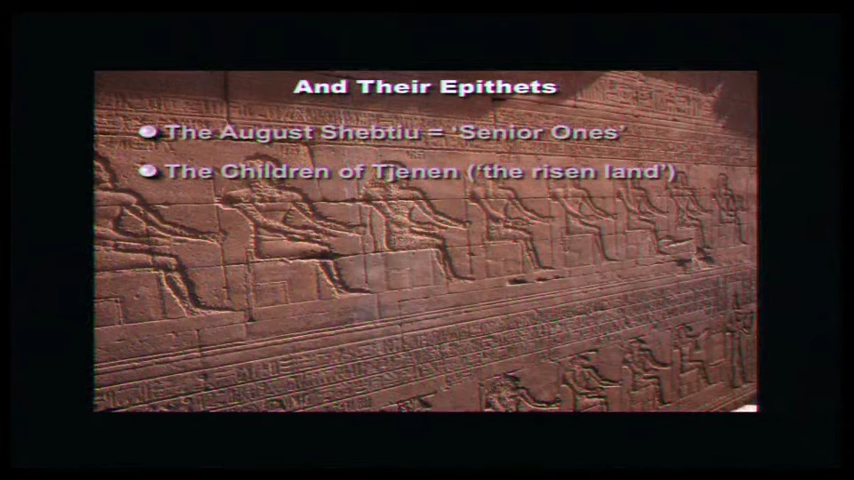 And Their Epithets
The August Shebtiu = ‘Senior Ones’
The Children of Tjenen (‘the risen land’)